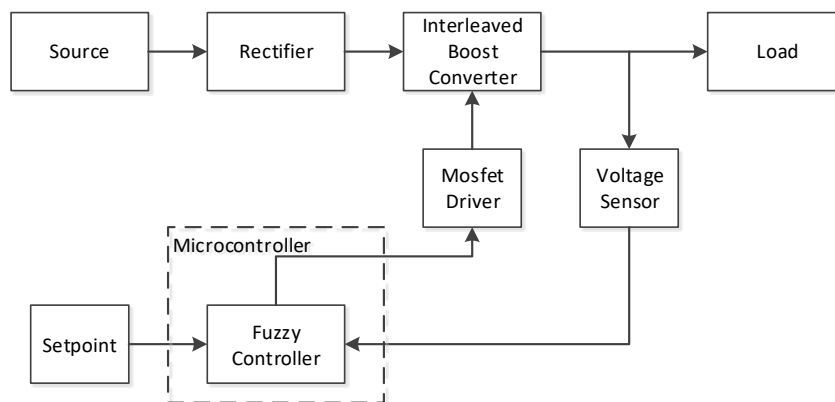 Source
Rectifier
Interleaved
Boost
Converter
Load
Mosfet
Driver
Voltage
Sensor
Microcontroller
Setpoint
Fuzzy
Controller